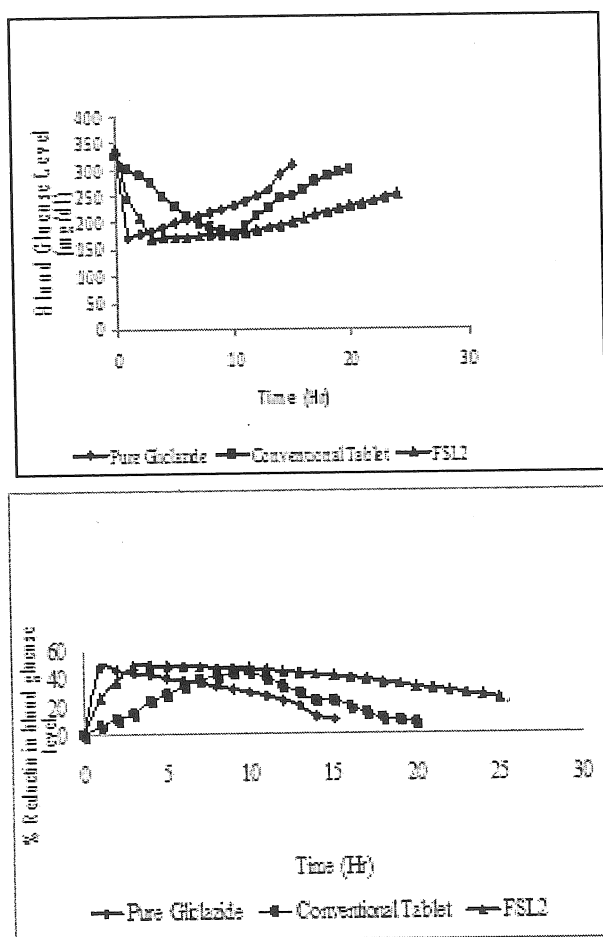 Blood Glucose Level
(mg/dl)
400
350
300
250
200
150
100
50
0
0 10 20 30
Time (Hr)
Pure Gliclazide Conventional Tablet FSL2
% Reductin in blood glucose
level
60
40
20
0
0 5 10 15 20 25 30
Time (Hr)
Pure Gliclazide Conventional Tablet FSL2